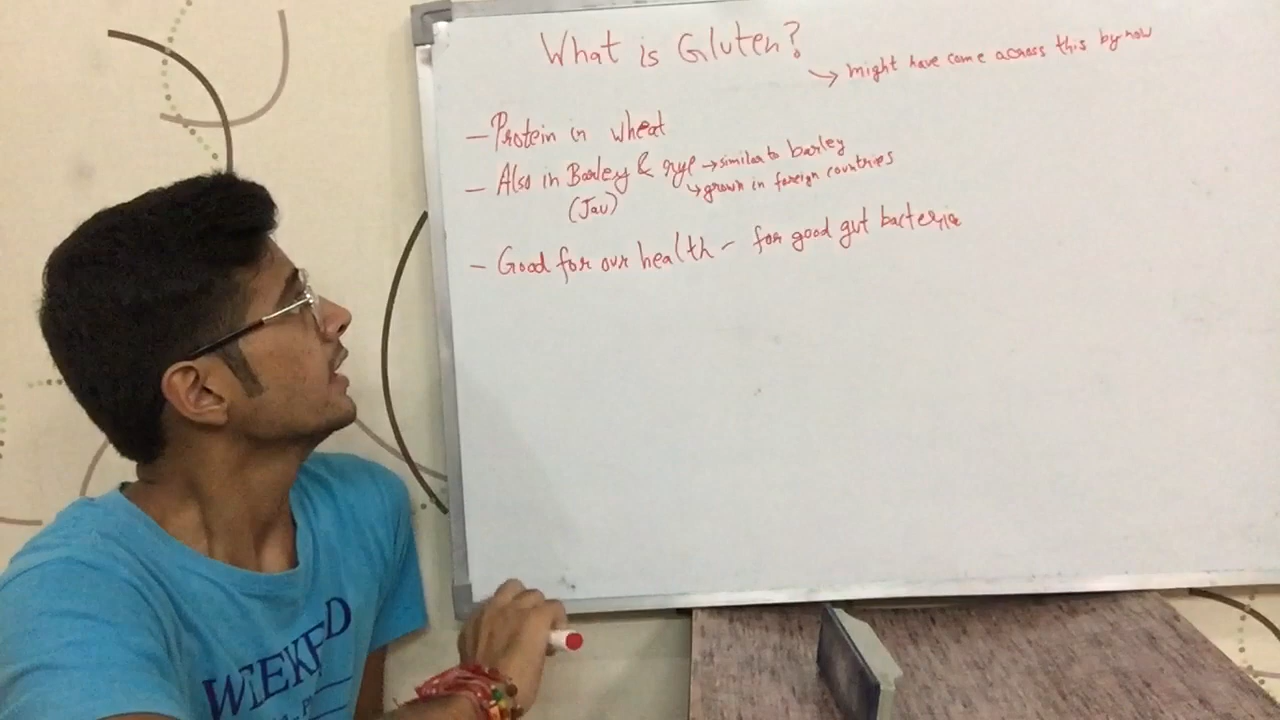 What is Gluten?
→ might have come across this by now
– Protein in wheat
– Also in Barley & rye → similar to barley
(Jau) ↳ grown in foreign countries
– Good for our health – for good gut bacteria
WEEKEND